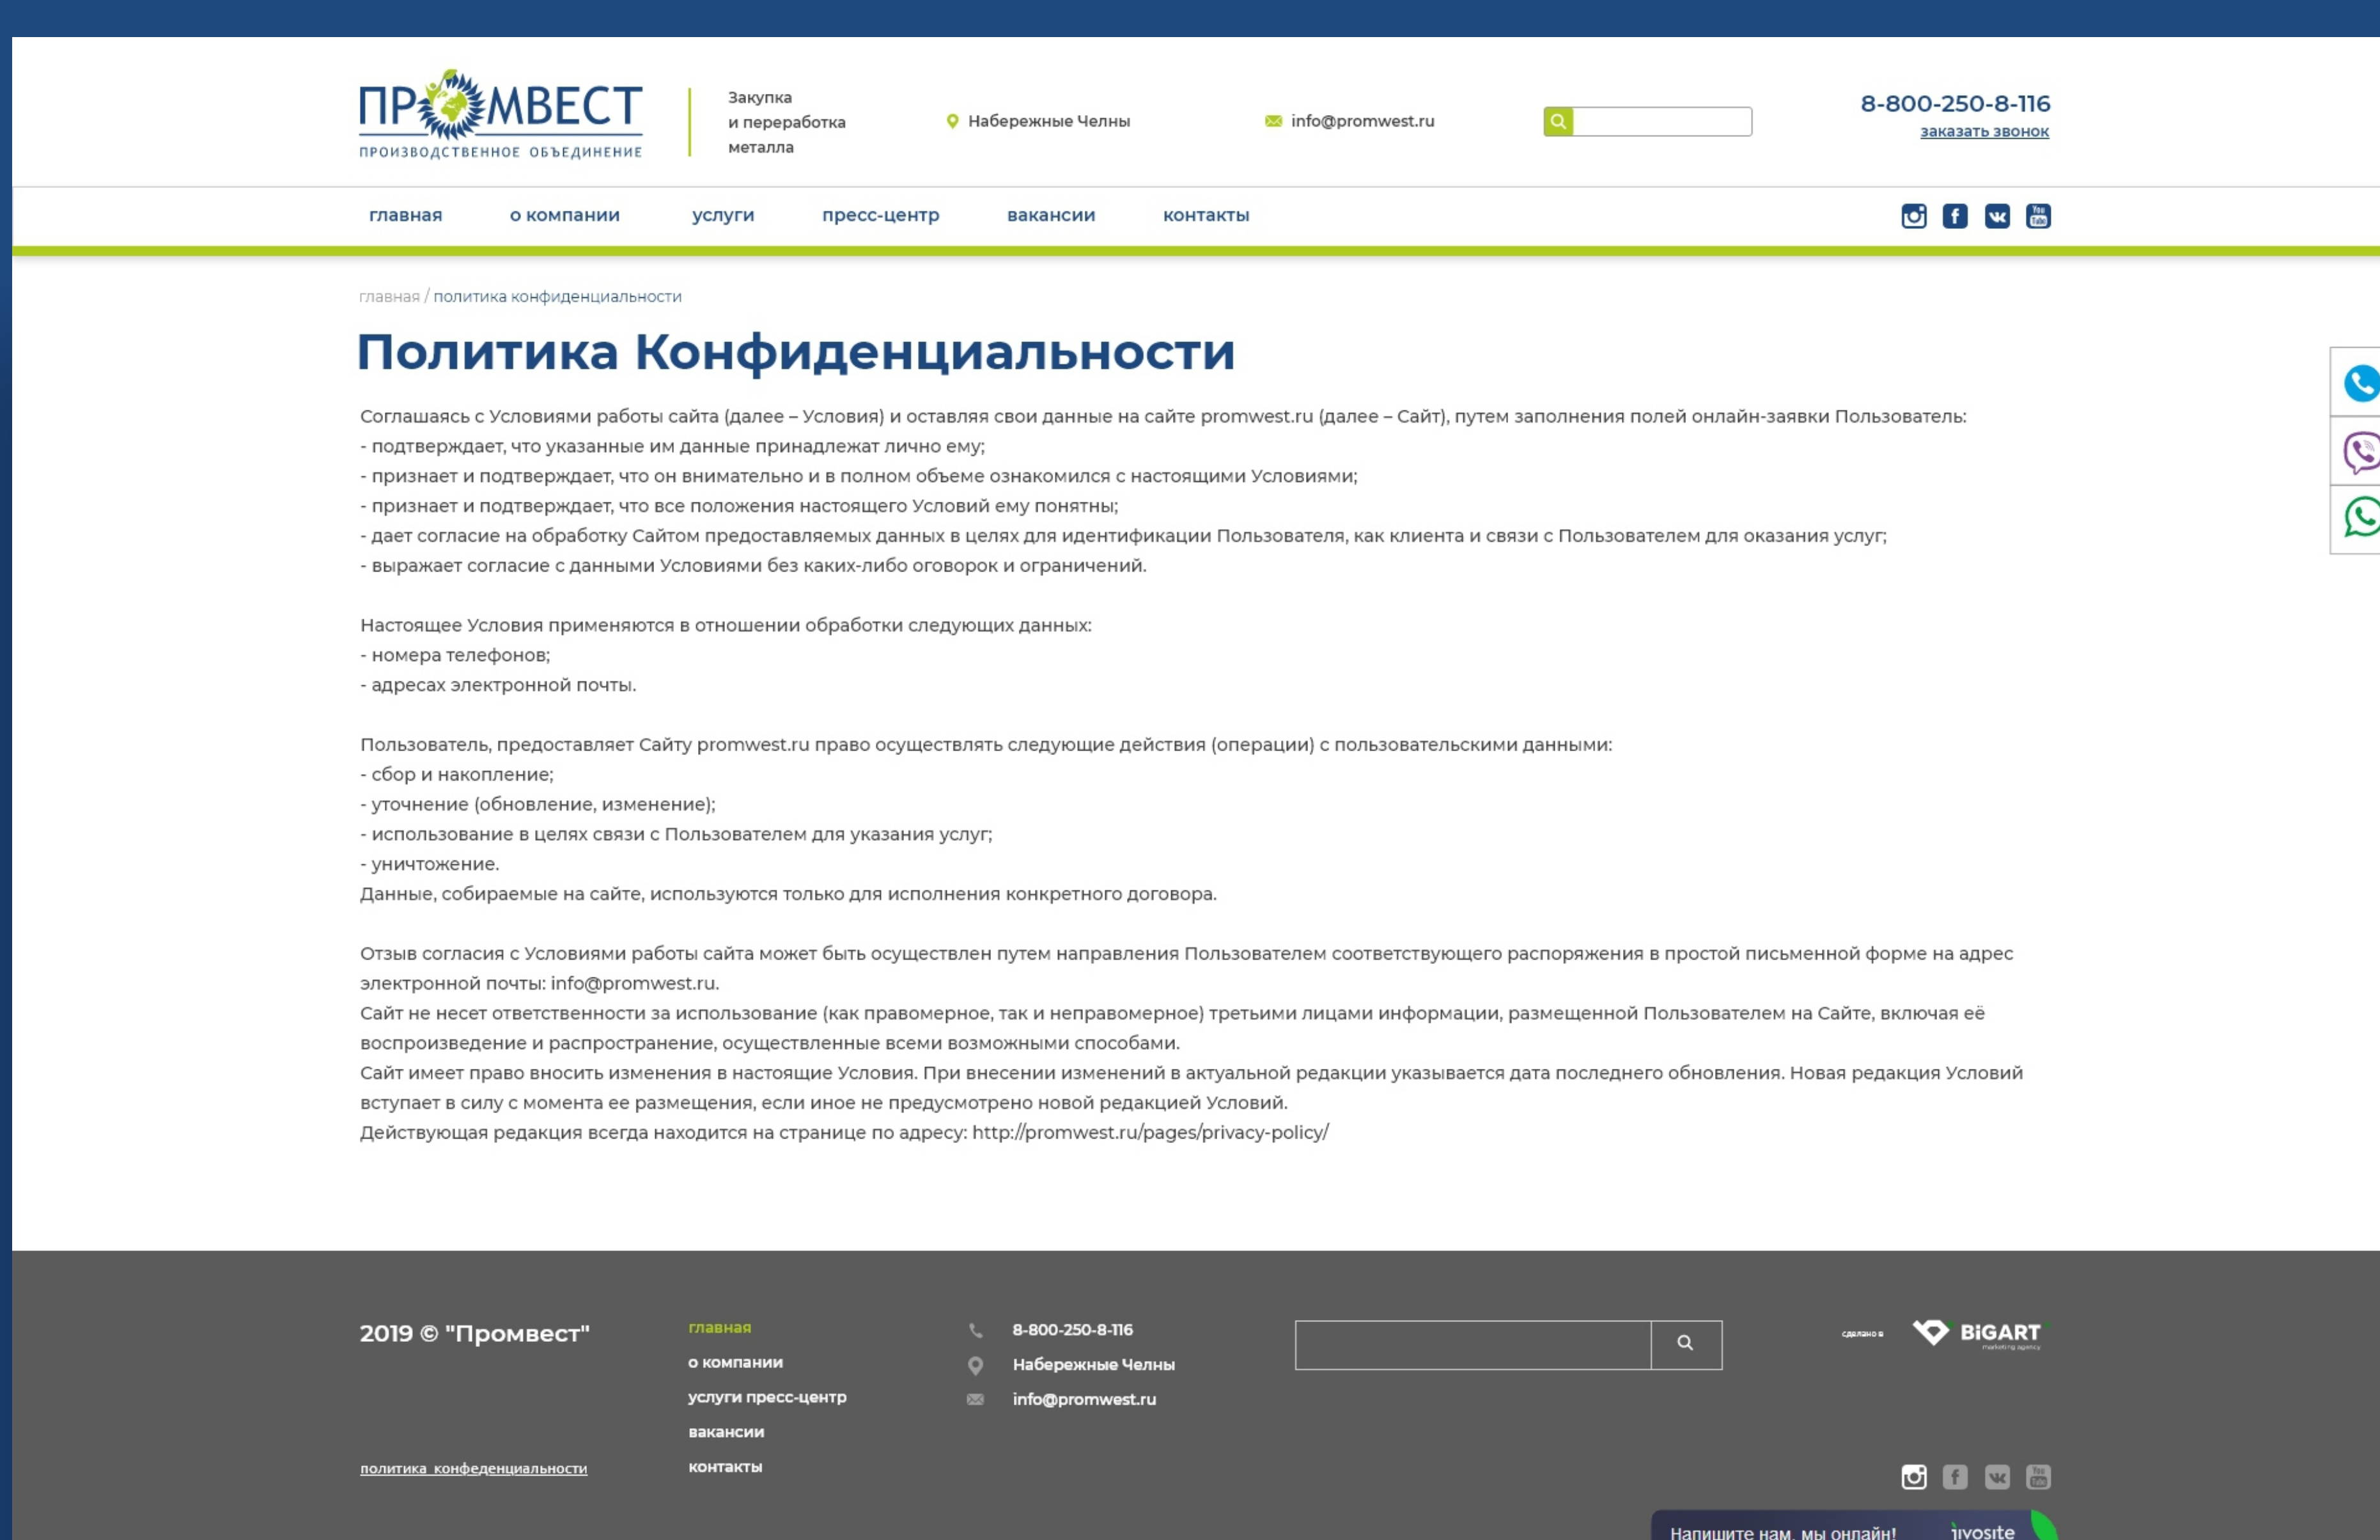 ПРОМВЕСТ
ПРОИЗВОДСТВЕННОЕ ОБЪЕДИНЕНИЕ
Закупка
и переработка
металла
Набережные Челны
info@promwest.ru
8-800-250-8-116
заказать звонок
главная о компании услуги пресс-центр вакансии контакты
You Tube
главная / политика конфиденциальности
Политика Конфиденциальности
Соглашаясь с Условиями работы сайта (далее – Условия) и оставляя свои данные на сайте promwest.ru (далее – Сайт), путем заполнения полей онлайн-заявки Пользователь:
- подтверждает, что указанные им данные принадлежат лично ему;
- признает и подтверждает, что он внимательно и в полном объеме ознакомился с настоящими Условиями;
- признает и подтверждает, что все положения настоящего Условий ему понятны;
- дает согласие на обработку Сайтом предоставляемых данных в целях для идентификации Пользователя, как клиента и связи с Пользователем для оказания услуг;
- выражает согласие с данными Условиями без каких-либо оговорок и ограничений.
Настоящее Условия применяются в отношении обработки следующих данных:
- номера телефонов;
- адресах электронной почты.
Пользователь, предоставляет Сайту promwest.ru право осуществлять следующие действия (операции) с пользовательскими данными:
- сбор и накопление;
- уточнение (обновление, изменение);
- использование в целях связи с Пользователем для указания услуг;
- уничтожение.
Данные, собираемые на сайте, используются только для исполнения конкретного договора.
Отзыв согласия с Условиями работы сайта может быть осуществлен путем направления Пользователем соответствующего распоряжения в простой письменной форме на адрес
электронной почты: info@promwest.ru.
Сайт не несет ответственности за использование (как правомерное, так и неправомерное) третьими лицами информации, размещенной Пользователем на Сайте, включая её
воспроизведение и распространение, осуществленные всеми возможными способами.
Сайт имеет право вносить изменения в настоящие Условия. При внесении изменений в актуальной редакции указывается дата последнего обновления. Новая редакция Условий
вступает в силу с момента ее размещения, если иное не предусмотрено новой редакцией Условий.
Действующая редакция всегда находится на странице по адресу: http://promwest.ru/pages/privacy-policy/
2019 © "Промвест"
политика конфеденциальности
главная
о компании
услуги пресс-центр
вакансии
контакты
8-800-250-8-116
Набережные Челны
info@promwest.ru
сделано в
BiGART
marketing agency
You Tube
Напишите нам, мы онлайн! jivosite